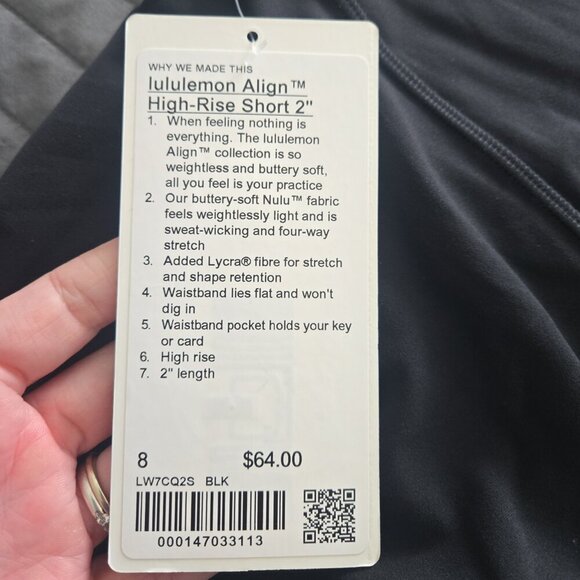 WHY WE MADE THIS
lululemon Align™
High-Rise Short 2"
1. When feeling nothing is
everything. The lululemon
Align™ collection is so
weightless and buttery soft,
all you feel is your practice
2. Our buttery-soft Nulu™ fabric
feels weightlessly light and is
sweat-wicking and four-way
stretch
3. Added Lycra® fibre for stretch
and shape retention
4. Waistband lies flat and won't
dig in
5. Waistband pocket holds your key
or card
6. High rise
7. 2" length
8 $64.00
LW7CQ2S BLK
000147033113